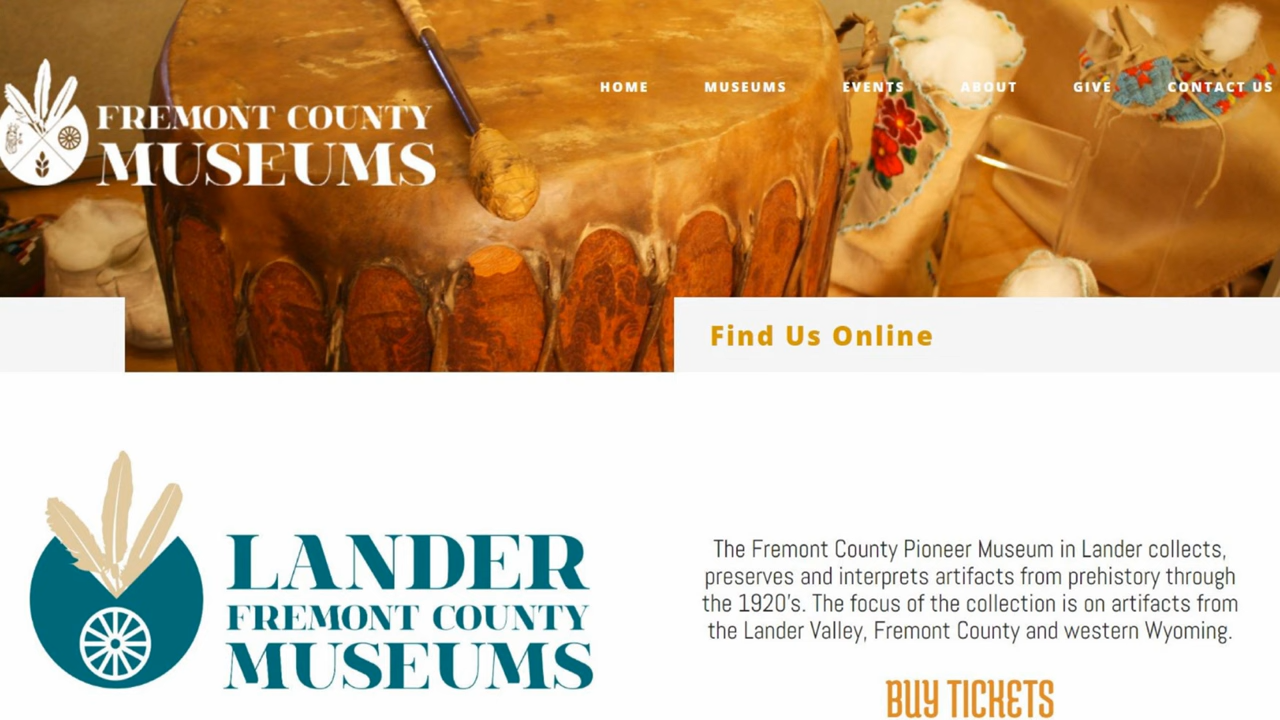 HOME MUSEUMS EVENTS ABOUT GIVE CONTACT US
FREMONT COUNTY
MUSEUMS
Find Us Online
LANDER
FREMONT COUNTY
MUSEUMS
The Fremont County Pioneer Museum in Lander collects,
preserves and interprets artifacts from prehistory through
the 1920's. The focus of the collection is on artifacts from
the Lander Valley, Fremont County and western Wyoming.
BUY TICKETS